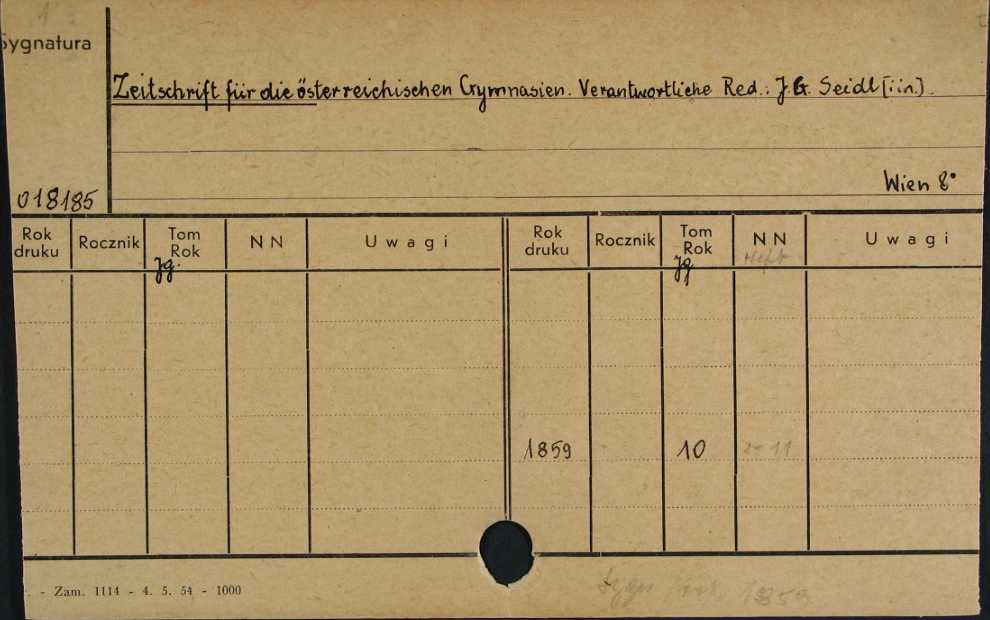 Sygnatura
Zeitschrift für die österreichischen Gymnasien. Verantwortliche Red.: J.G. Seidl [i in.].
Wien 8°
018185
Rok druku Rocznik Tom Rok NN Uwagi Rok druku Rocznik Tom Rok NN Uwagi
Jg. Jg Heft
1859 10 11
. - Zam. 1114 - 4. 5. 54 - 1000
1859